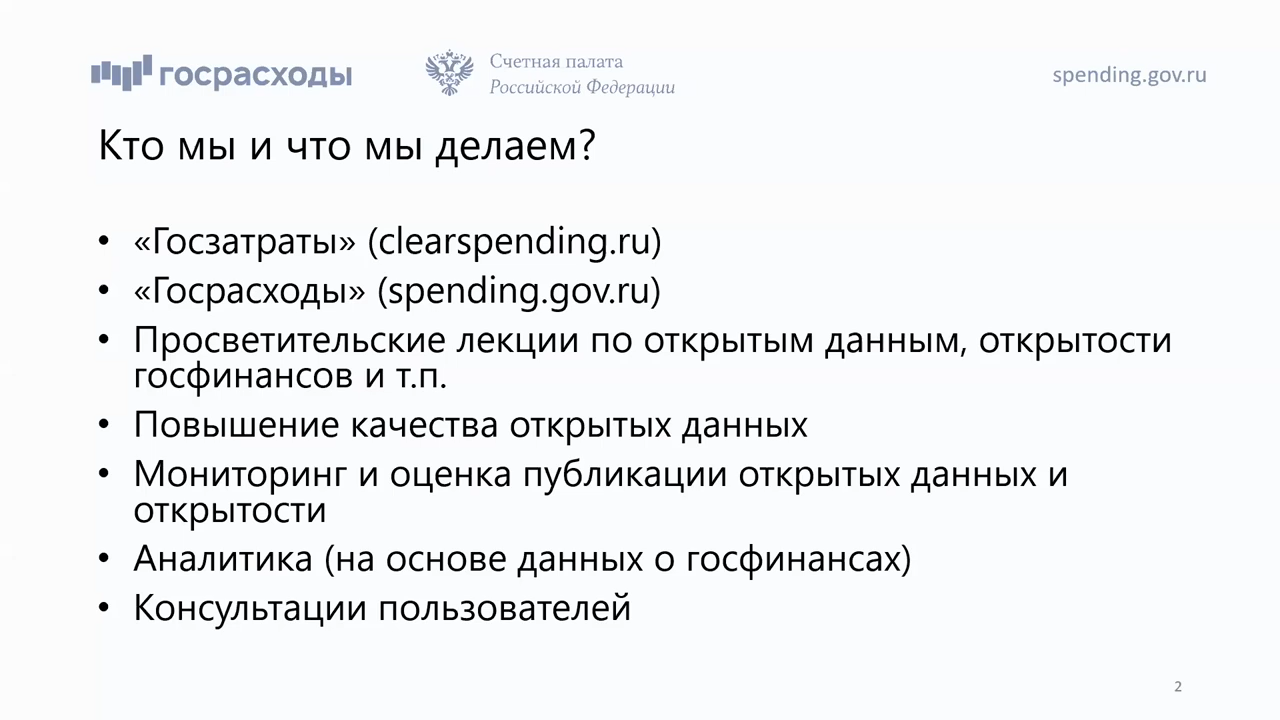 госрасходы
Счетная палата
Российской Федерации
spending.gov.ru
Кто мы и что мы делаем?
• «Госзатраты» (clearspending.ru)
• «Госрасходы» (spending.gov.ru)
• Просветительские лекции по открытым данным, открытости
госфинансов и т.п.
• Повышение качества открытых данных
• Мониторинг и оценка публикации открытых данных и
открытости
• Аналитика (на основе данных о госфинансах)
• Консультации пользователей
2